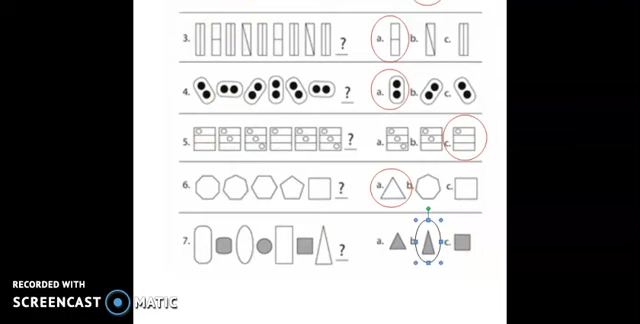 3. ? a. b. c.
4. ? a. b. c.
5. ? a. b. c.
6. ? a. b. c.
7. ? a. b. c.
RECORDED WITH
SCREENCAST MATIC